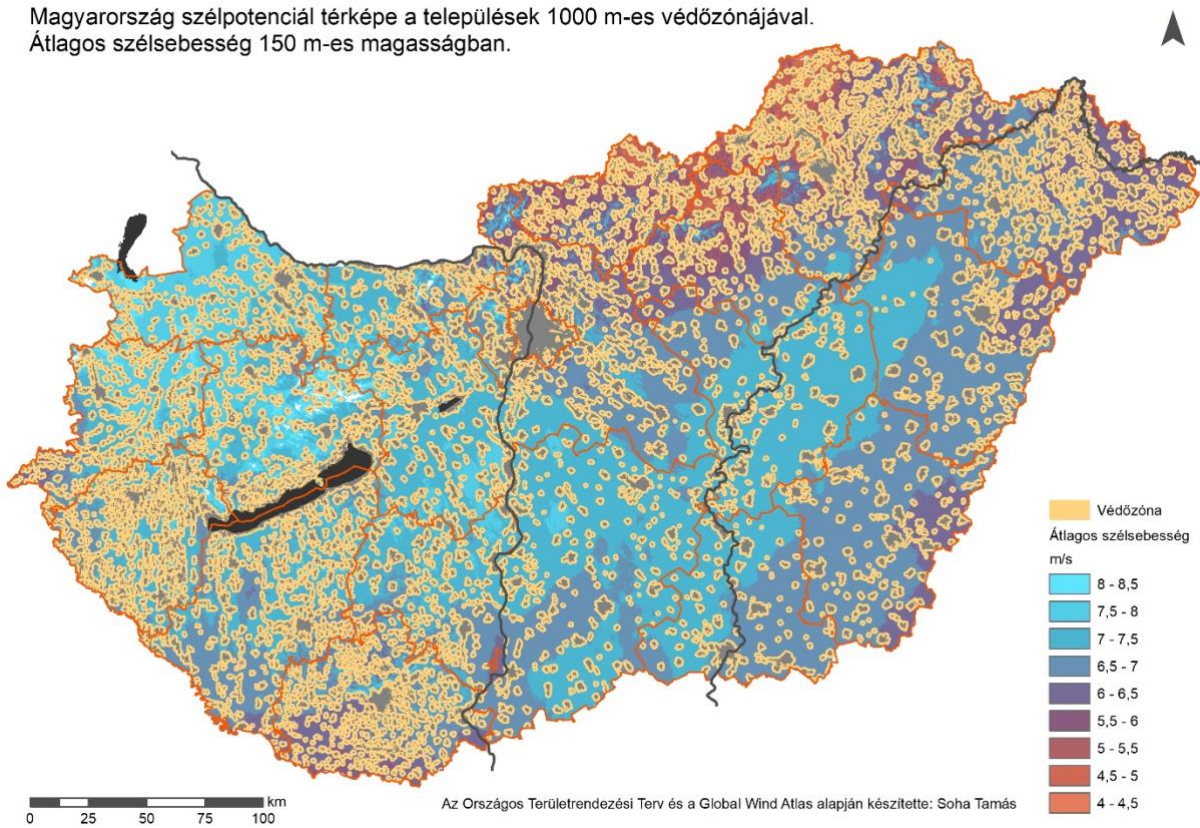 Magyarország szélpotenciál térképe a települések 1000 m-es védőzónájával.
Átlagos szélsebesség 150 m-es magasságban.
Védőzóna
Átlagos szélsebesség
m/s
8 - 8,5
7,5 - 8
7 - 7,5
6,5 - 7
6 - 6,5
5,5 - 6
5 - 5,5
4,5 - 5
4 - 4,5
km
0 25 50 75 100
Az Országos Területrendezési Terv és a Global Wind Atlas alapján készítette: Soha Tamás